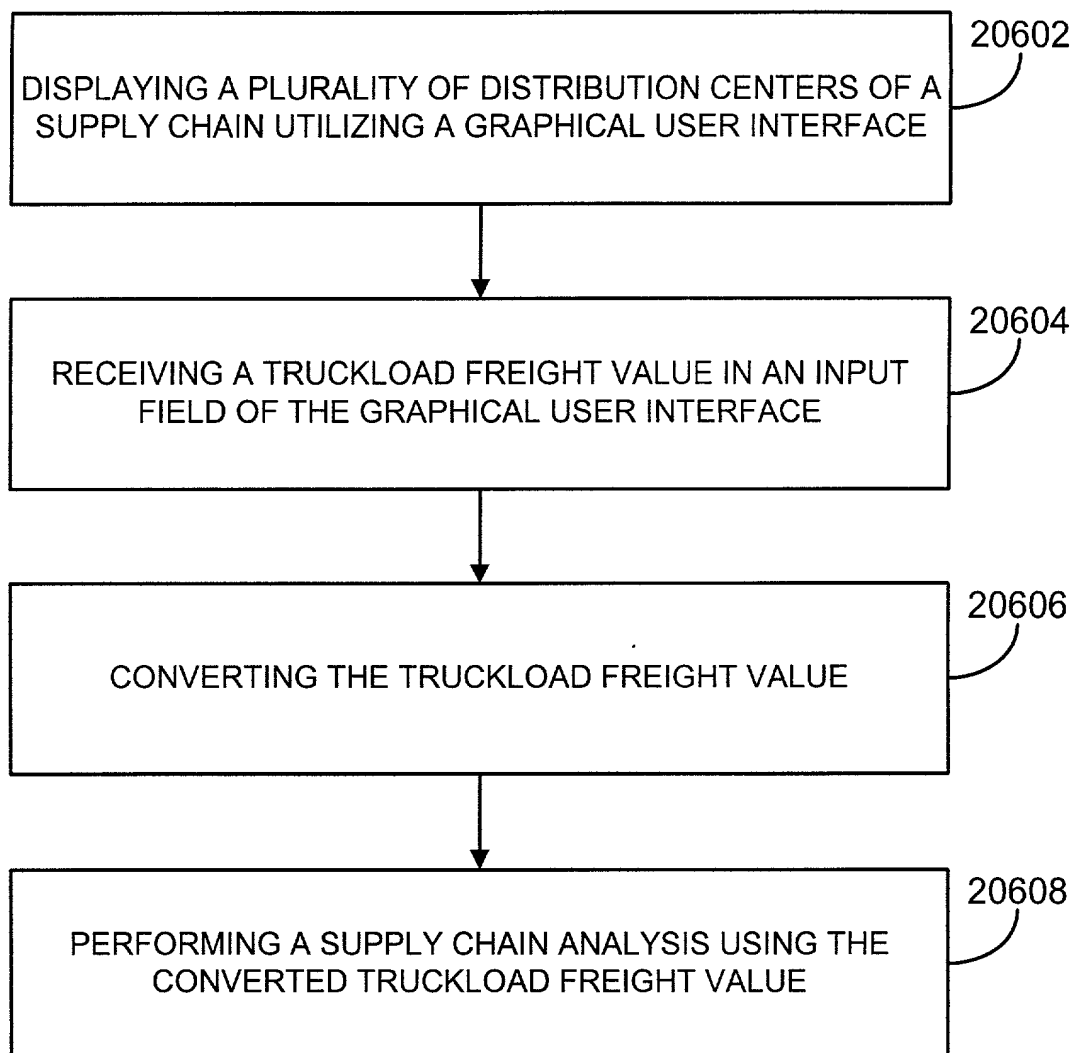 20602
DISPLAYING A PLURALITY OF DISTRIBUTION CENTERS OF A
SUPPLY CHAIN UTILIZING A GRAPHICAL USER INTERFACE
20604
RECEIVING A TRUCKLOAD FREIGHT VALUE IN AN INPUT
FIELD OF THE GRAPHICAL USER INTERFACE
20606
CONVERTING THE TRUCKLOAD FREIGHT VALUE
20608
PERFORMING A SUPPLY CHAIN ANALYSIS USING THE
CONVERTED TRUCKLOAD FREIGHT VALUE